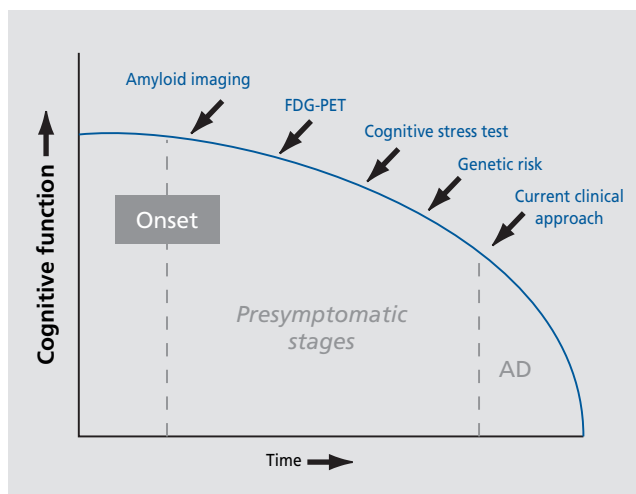 Amyloid imaging
FDG-PET
Cognitive stress test
Genetic risk
Current clinical
approach
Cognitive function
Onset
Presymptomatic
stages
AD
Time